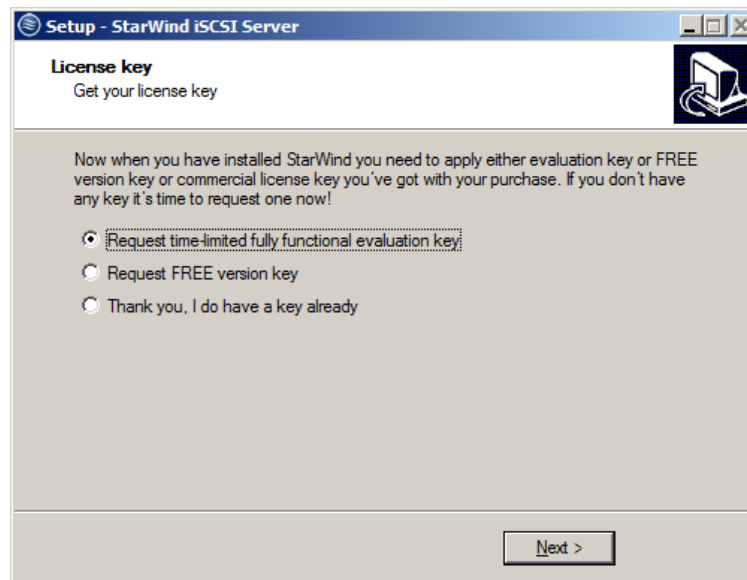 Setup - StarWind iSCSI Server
License key
Get your license key
Now when you have installed StarWind you need to apply either evaluation key or FREE
version key or commercial license key you've got with your purchase. If you don't have
any key it's time to request one now!
Request time-limited fully functional evaluation key
Request FREE version key
Thank you, I do have a key already
Next >